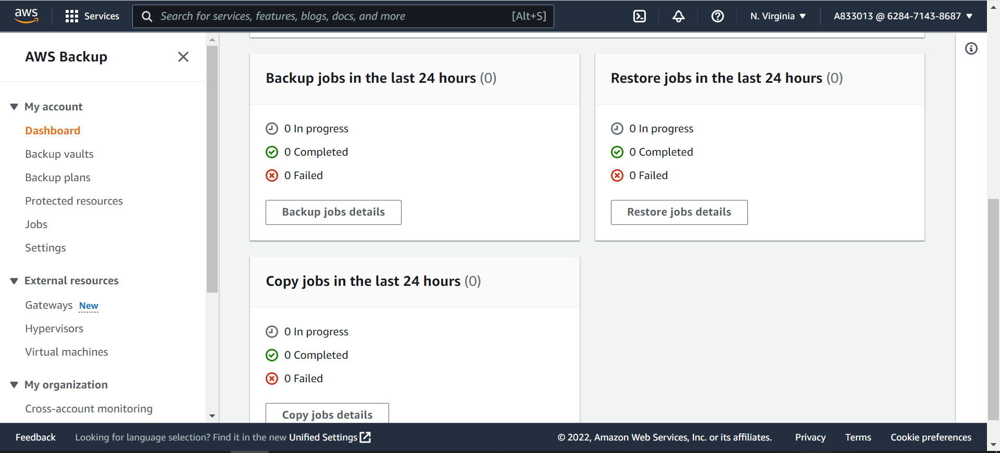 aws
Services
Search for services, features, blogs, docs, and more
[Alt+S]
N. Virginia
A833013 @ 6284-7143-8687
AWS Backup
My account
Dashboard
Backup vaults
Backup plans
Protected resources
Jobs
Settings
External resources
Gateways New
Hypervisors
Virtual machines
My organization
Cross-account monitoring
Backup jobs in the last 24 hours (0)
0 In progress
0 Completed
0 Failed
Backup jobs details
Restore jobs in the last 24 hours (0)
0 In progress
0 Completed
0 Failed
Restore jobs details
Copy jobs in the last 24 hours (0)
0 In progress
0 Completed
0 Failed
Copy jobs details
Feedback
Looking for language selection? Find it in the new Unified Settings
© 2022, Amazon Web Services, Inc. or its affiliates.
Privacy
Terms
Cookie preferences